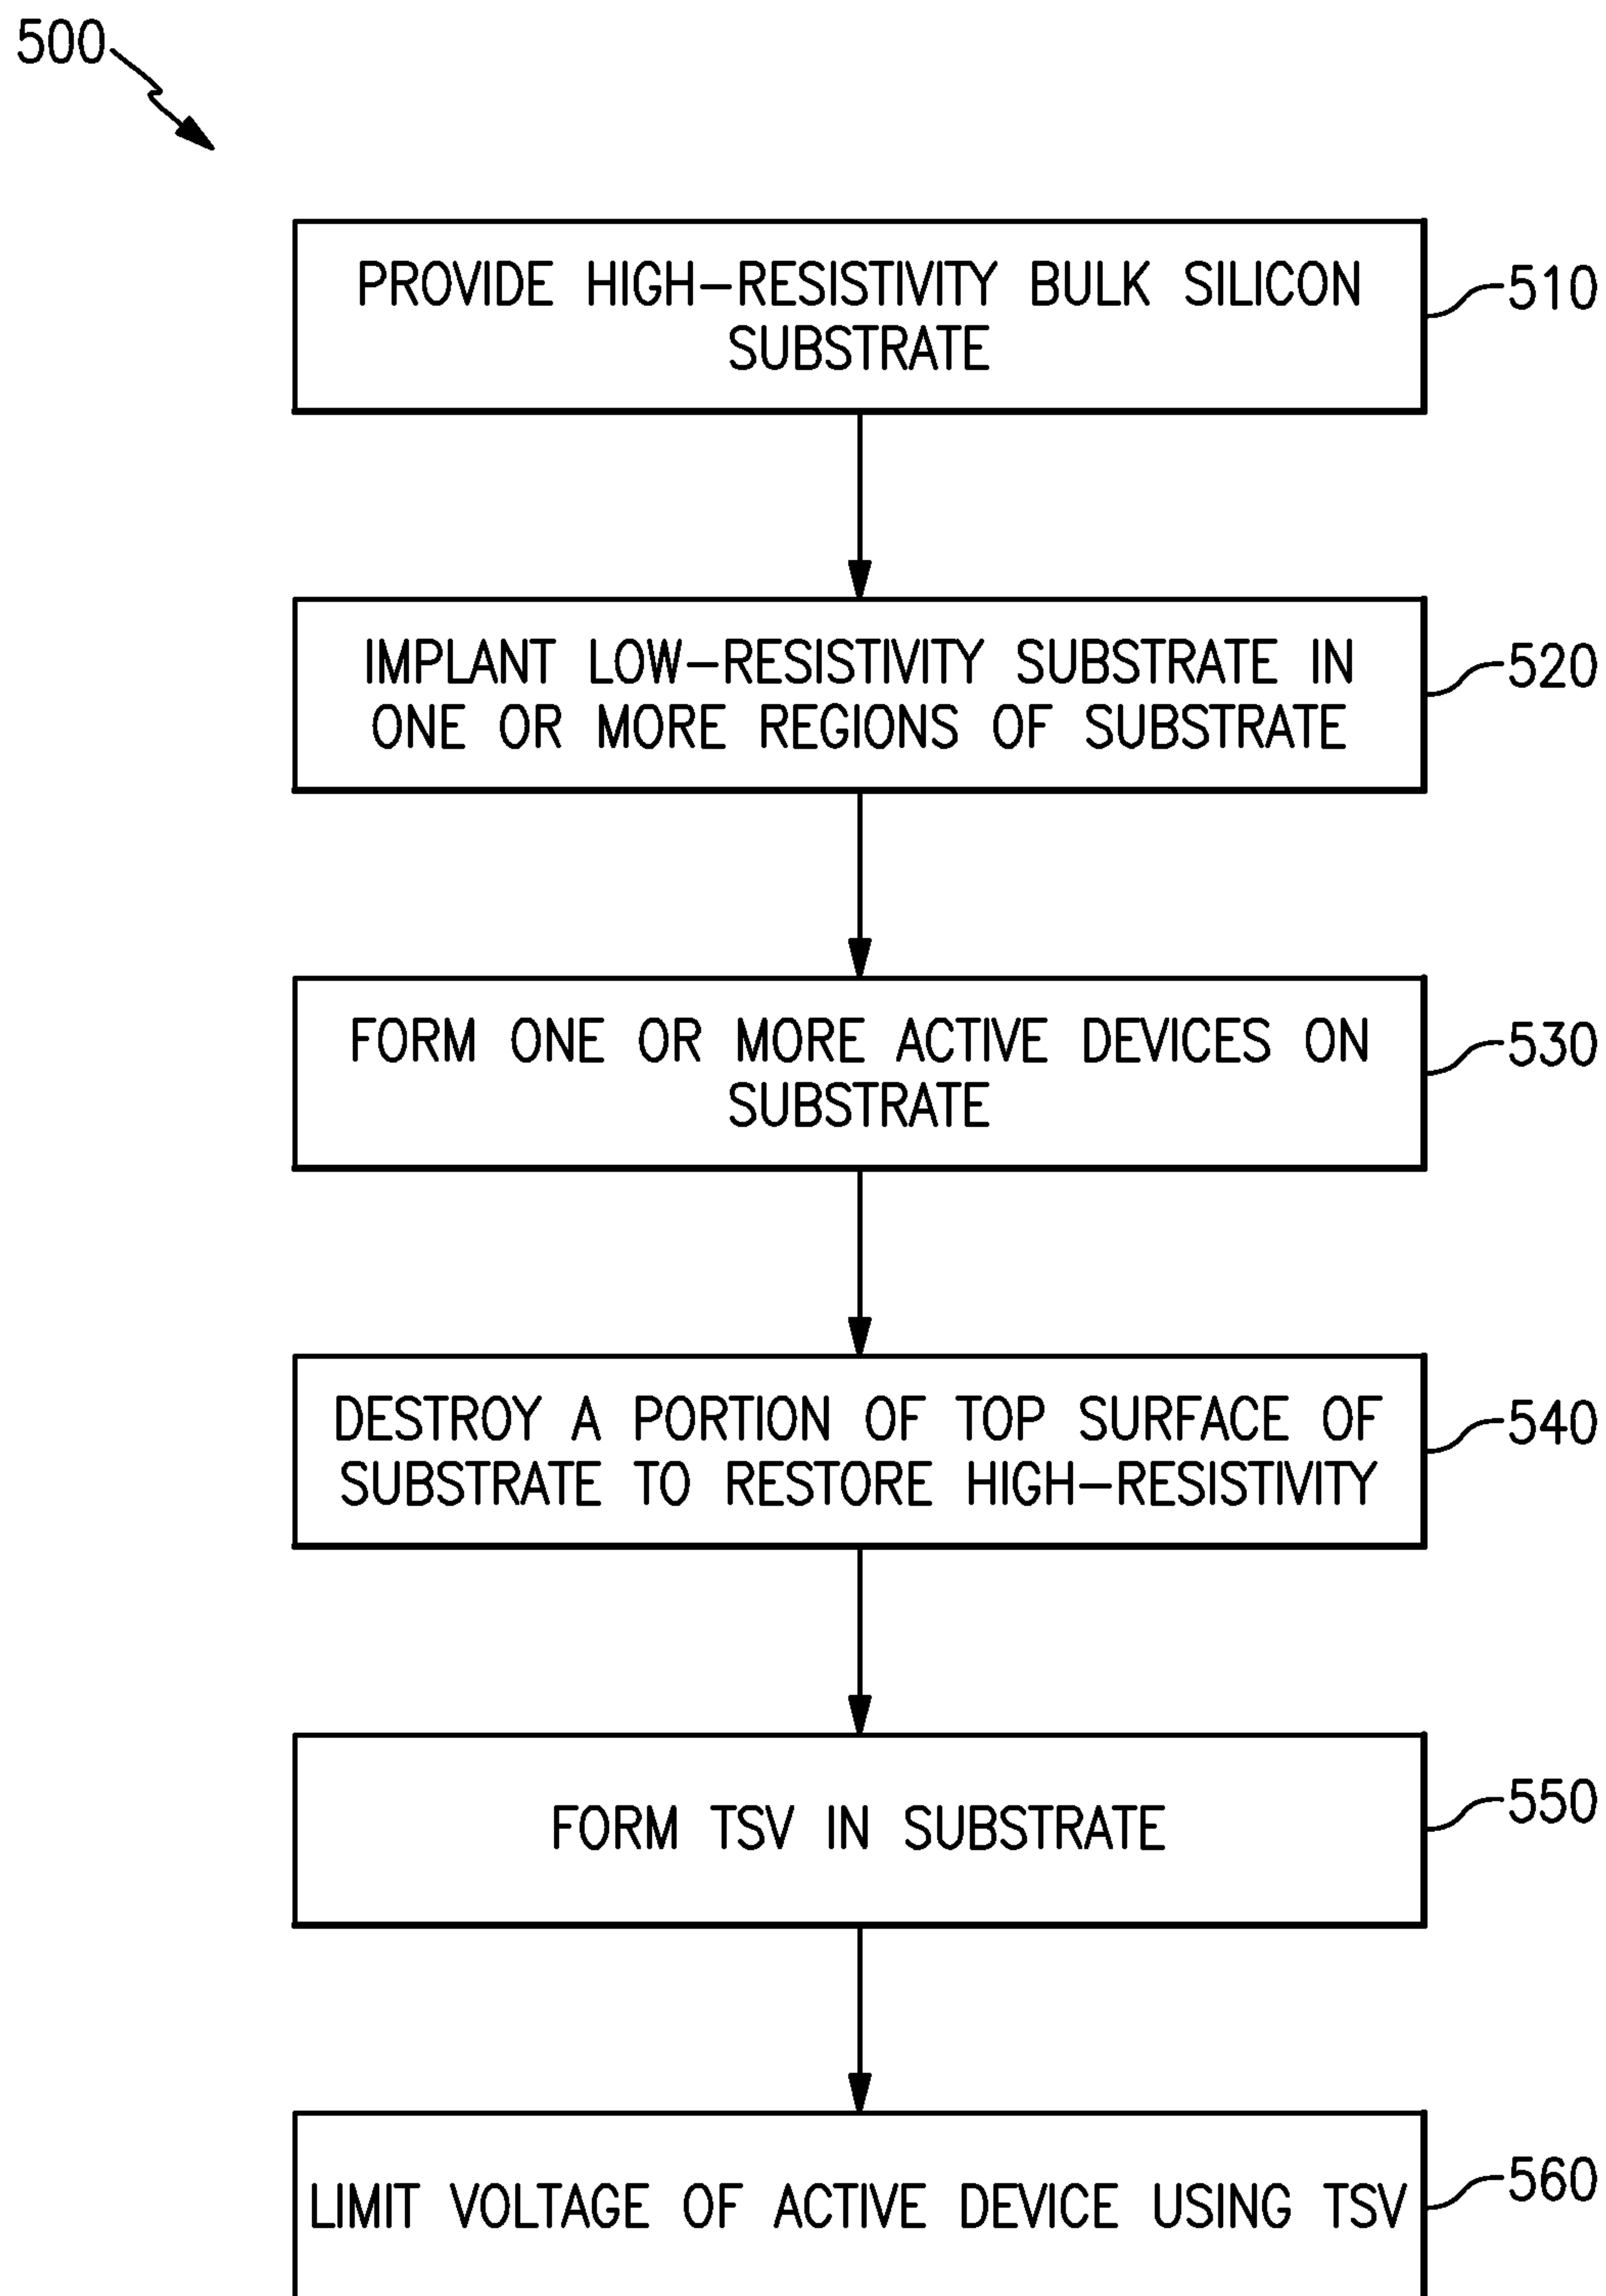 500
PROVIDE HIGH-RESISTIVITY BULK SILICON
SUBSTRATE
510
IMPLANT LOW-RESISTIVITY SUBSTRATE IN
ONE OR MORE REGIONS OF SUBSTRATE
520
FORM ONE OR MORE ACTIVE DEVICES ON
SUBSTRATE
530
DESTROY A PORTION OF TOP SURFACE OF
SUBSTRATE TO RESTORE HIGH-RESISTIVITY
540
FORM TSV IN SUBSTRATE
550
LIMIT VOLTAGE OF ACTIVE DEVICE USING TSV
560